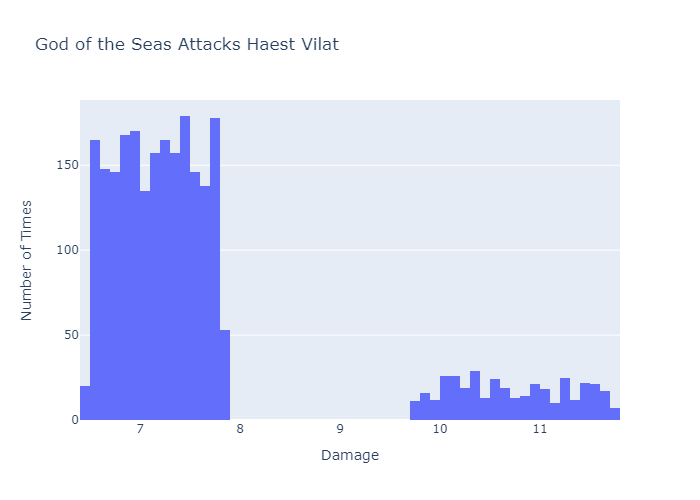 God of the Seas Attacks Haest Vilat
Number of Times
150
100
50
0
7 8 9 10 11
Damage